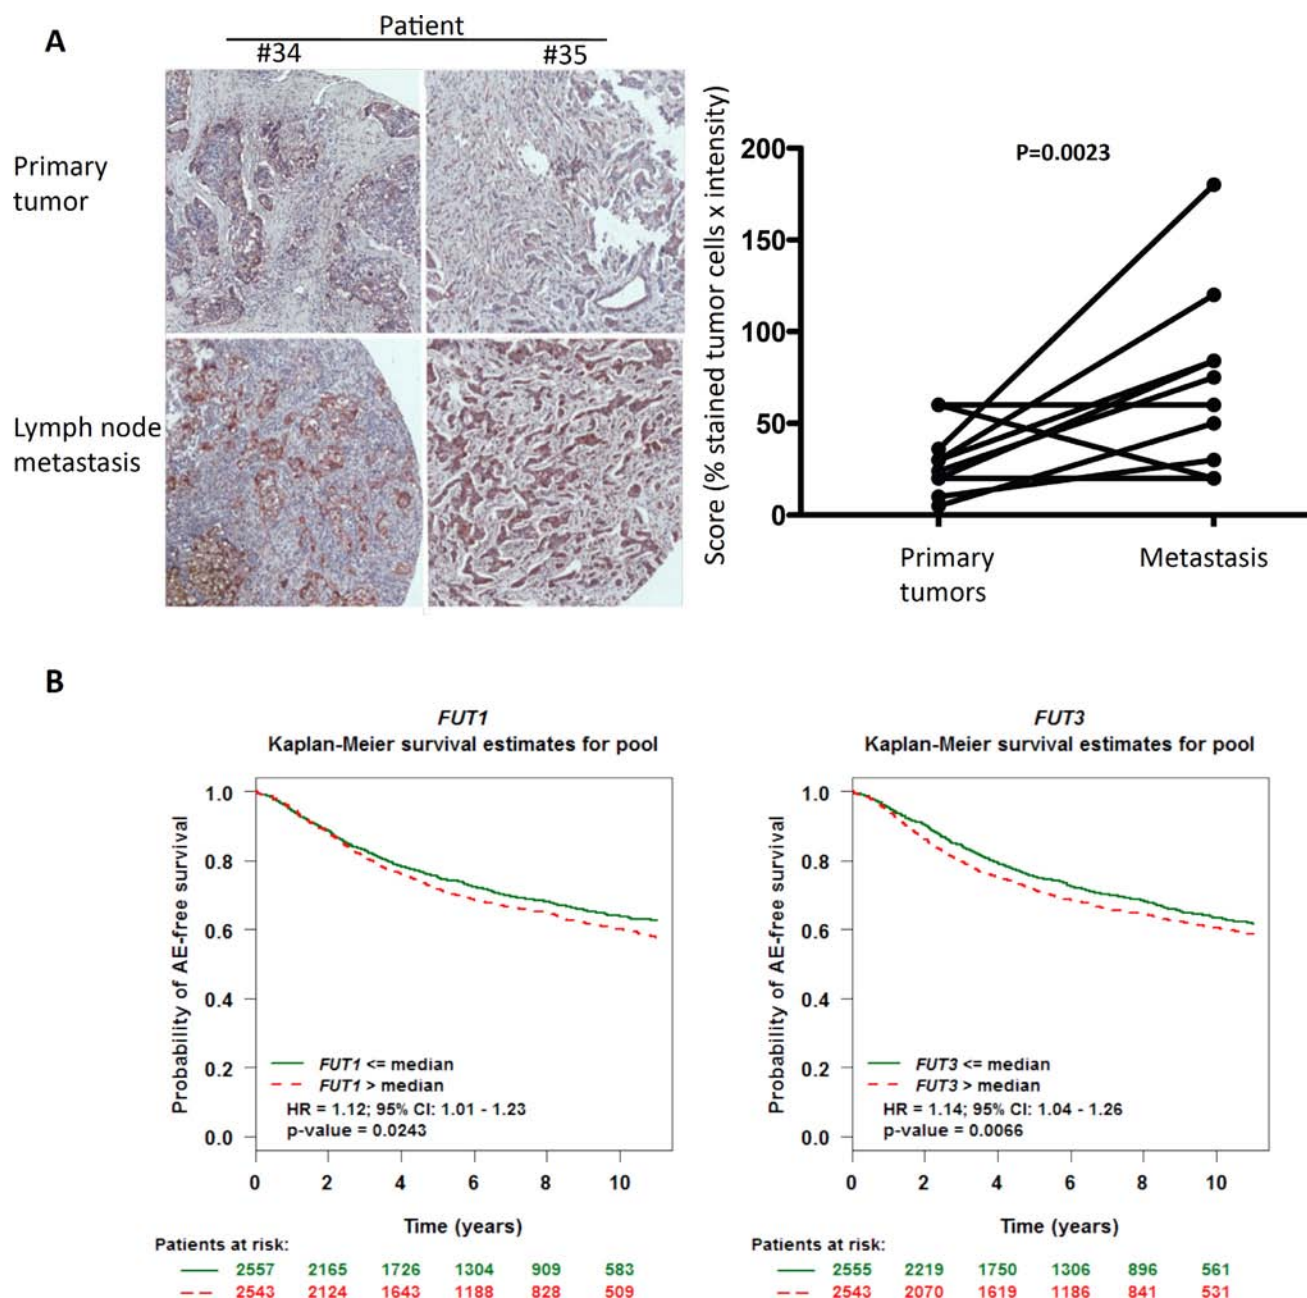 A
Patient
#34 #35
Primary
tumor
Lymph node
metastasis
Score (% stained tumor cells x intensity)
200
150
100
50
0
P=0.0023
Primary
tumors
Metastasis
B
FUT1
Kaplan-Meier survival estimates for pool
Probability of AE-free survival
1.0
0.8
0.6
0.4
0.2
0.0
FUT1 <= median
FUT1 > median
HR = 1.12; 95% CI: 1.01 - 1.23
p-value = 0.0243
0 2 4 6 8 10
Time (years)
Patients at risk:
2557 2165 1726 1304 909 583
2543 2124 1643 1188 828 509
FUT3
Kaplan-Meier survival estimates for pool
Probability of AE-free survival
1.0
0.8
0.6
0.4
0.2
0.0
FUT3 <= median
FUT3 > median
HR = 1.14; 95% CI: 1.04 - 1.26
p-value = 0.0066
0 2 4 6 8 10
Time (years)
Patients at risk:
2555 2219 1750 1306 896 561
2543 2070 1619 1186 841 531